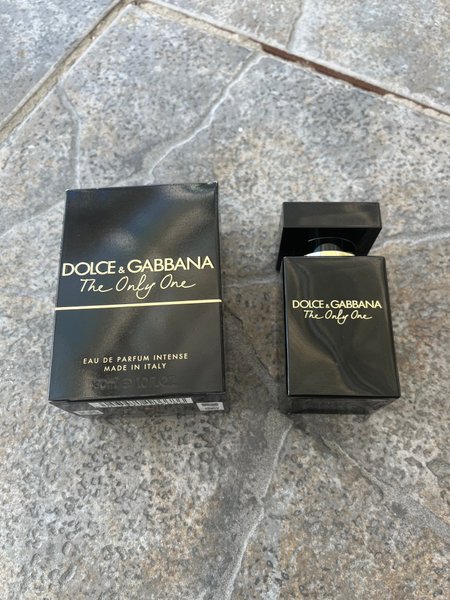 DOLCE & GABBANA
The Only One
EAU DE PARFUM INTENSE
MADE IN ITALY
DOLCE & GABBANA
The Only One